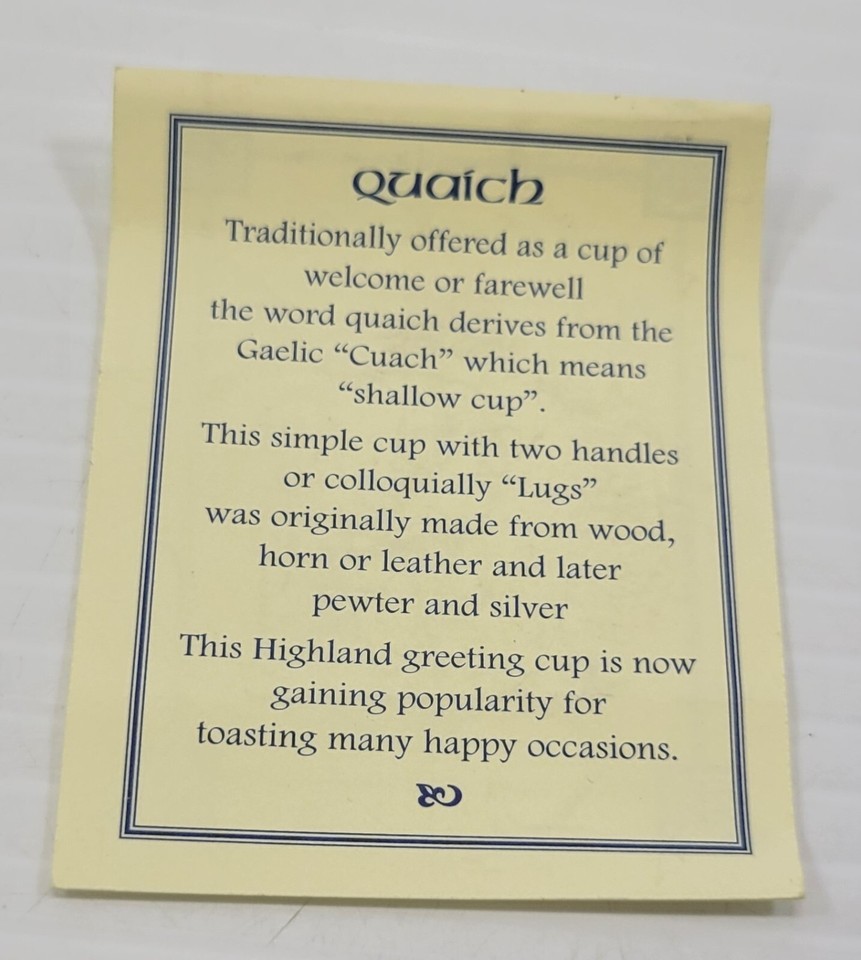 Quaich
Traditionally offered as a cup of
welcome or farewell
the word quaich derives from the
Gaelic “Cuach” which means
“shallow cup”.
This simple cup with two handles
or colloquially “Lugs”
was originally made from wood,
horn or leather and later
pewter and silver
This Highland greeting cup is now
gaining popularity for
toasting many happy occasions.